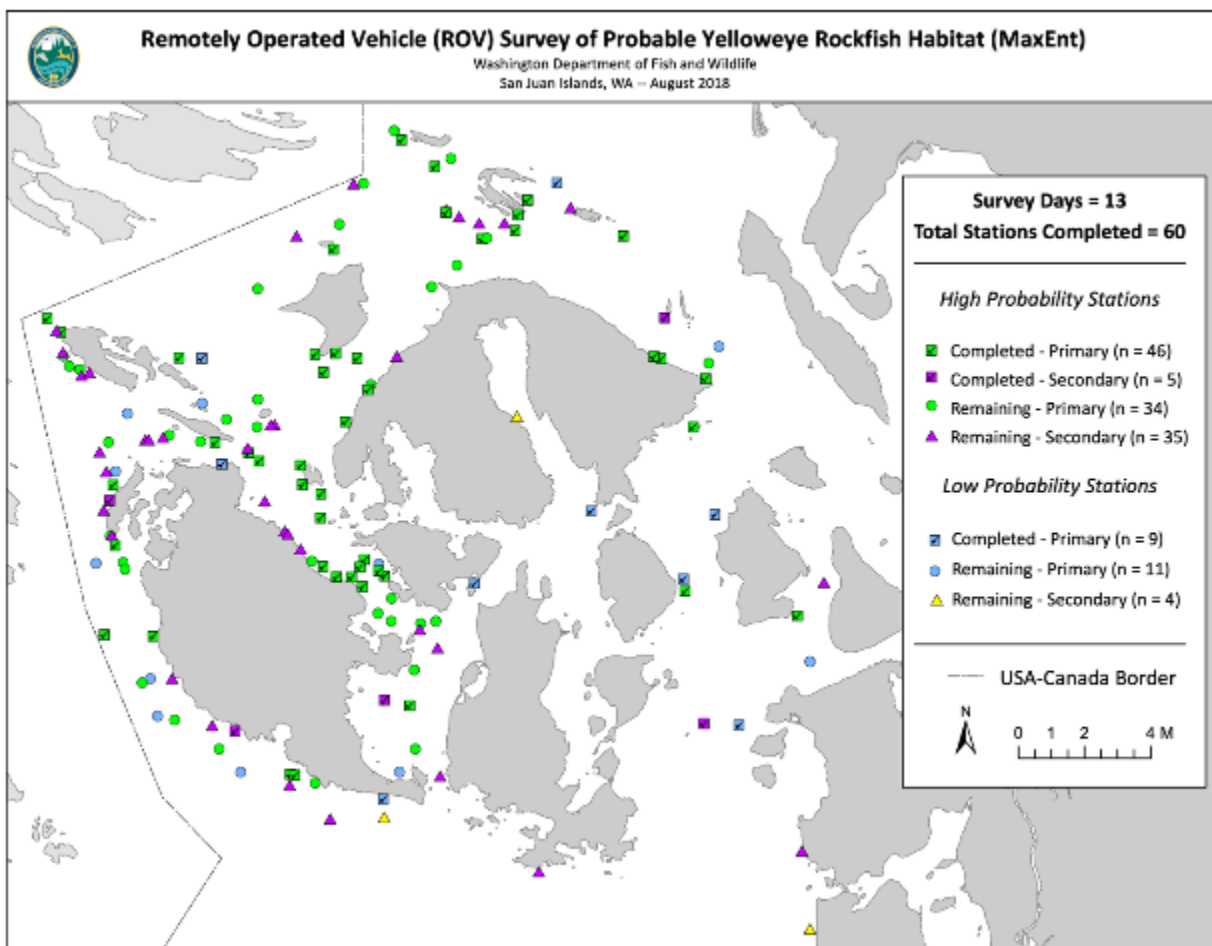 Remotely Operated Vehicle (ROV) Survey of Probable Yelloweye Rockfish Habitat (MaxEnt)
Washington Department of Fish and Wildlife
San Juan Islands, WA -- August 2018
Survey Days = 13
Total Stations Completed = 60
High Probability Stations
Completed - Primary (n = 46)
Completed - Secondary (n = 5)
Remaining - Primary (n = 34)
Remaining - Secondary (n = 35)
Low Probability Stations
Completed - Primary (n = 9)
Remaining - Primary (n = 11)
Remaining - Secondary (n = 4)
USA-Canada Border
N
0 2 4 M